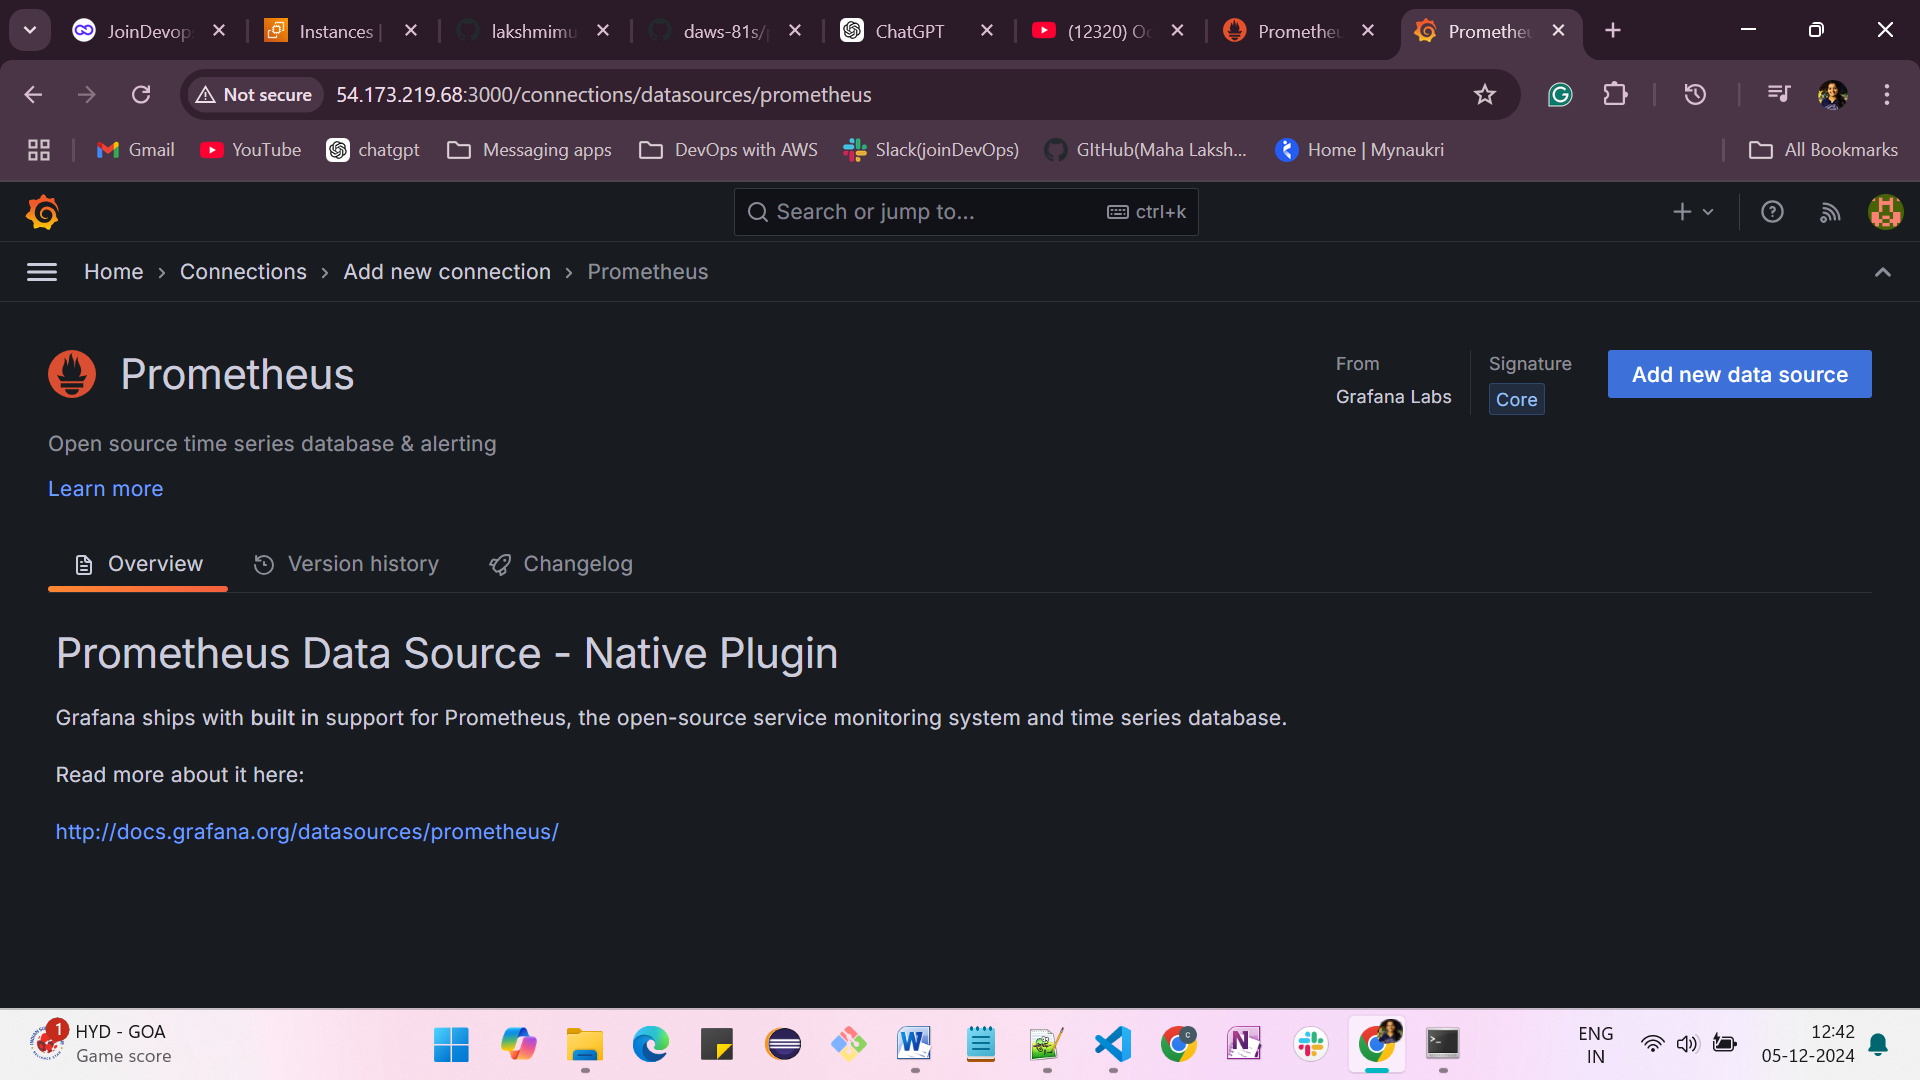 JoinDevops
Instances |
lakshmimu
daws-81s/p
ChatGPT
(12320) Oc
Prometheu
Prometheu
Not secure
54.173.219.68:3000/connections/datasources/prometheus
Gmail
YouTube
chatgpt
Messaging apps
DevOps with AWS
Slack(joinDevOps)
GItHub(Maha Laksh...
Home | Mynaukri
All Bookmarks
Search or jump to...
ctrl+k
Home › Connections › Add new connection › Prometheus
Prometheus
From
Grafana Labs
Signature
Core
Add new data source
Open source time series database & alerting
Learn more
Overview
Version history
Changelog
Prometheus Data Source - Native Plugin
Grafana ships with built in support for Prometheus, the open-source service monitoring system and time series database.
Read more about it here:
http://docs.grafana.org/datasources/prometheus/
1
HYD - GOA
Game score
ENG
IN
12:42
05-12-2024